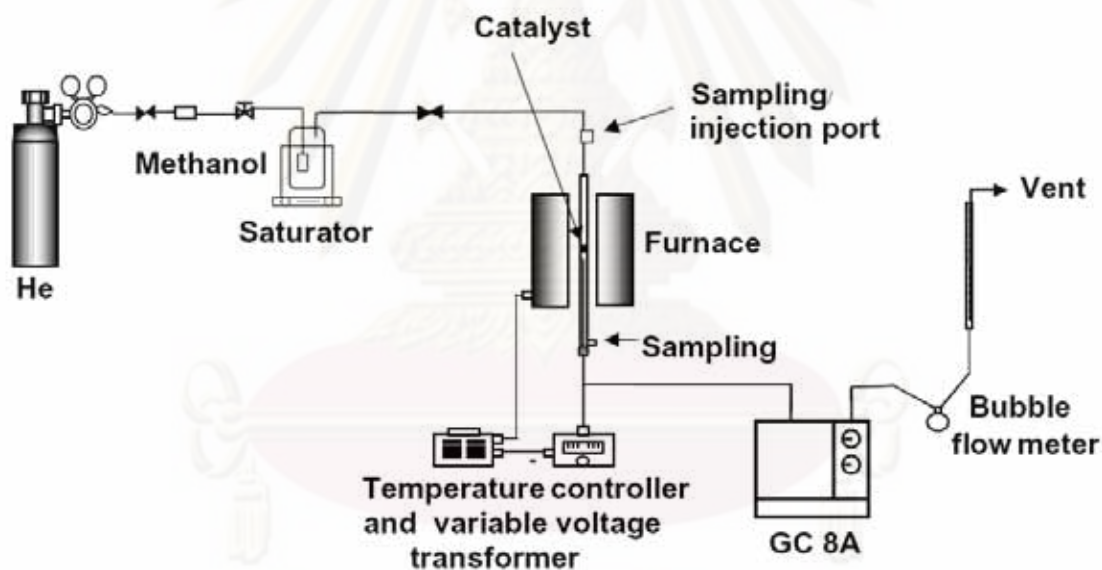 Catalyst
Sampling
injection port
Methanol
Saturator
He
Furnace
Vent
Sampling
Bubble
flow meter
Temperature controller
and variable voltage
transformer
GC 8A